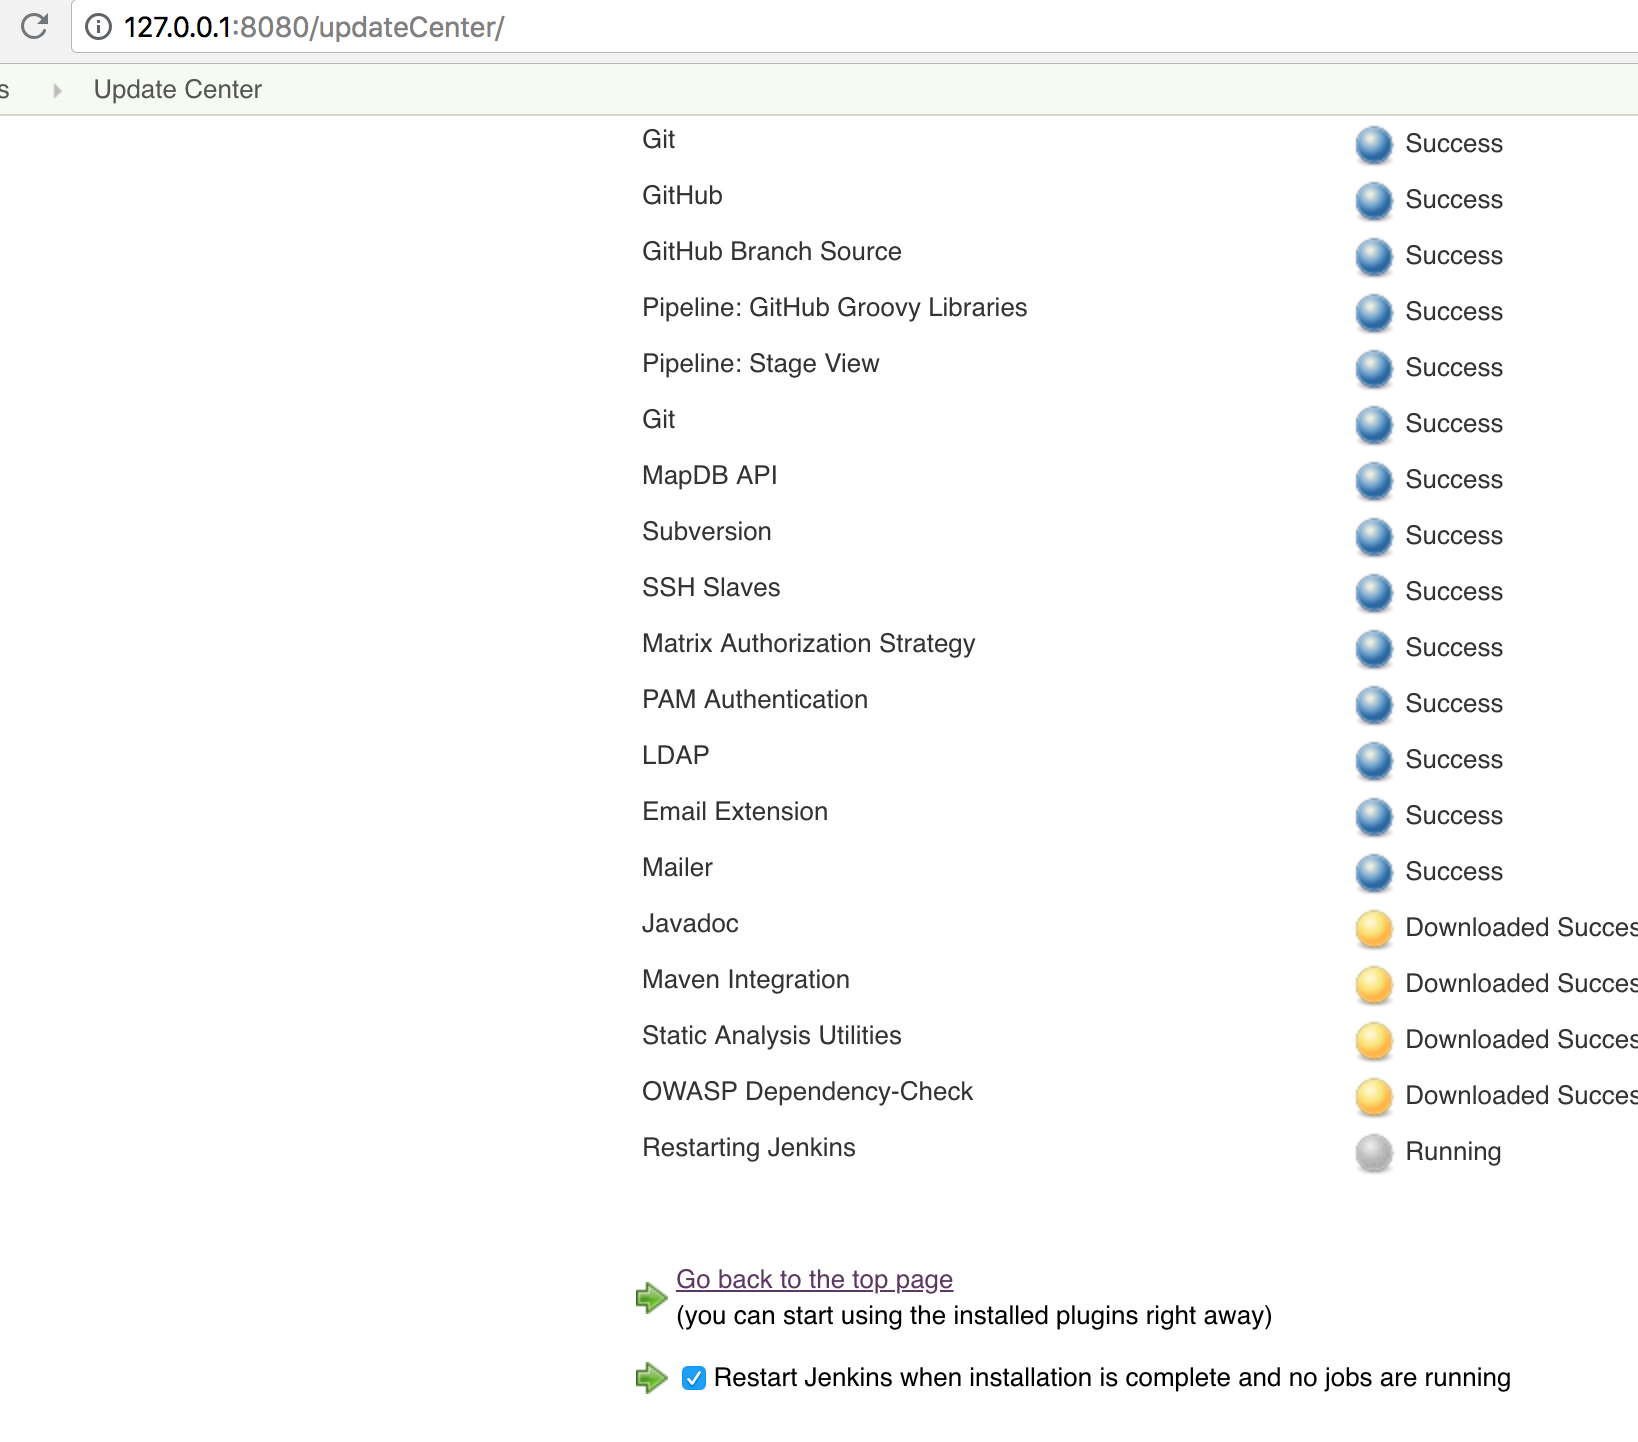 127.0.0.1:8080/updateCenter/
s Update Center
Git Success
GitHub Success
GitHub Branch Source Success
Pipeline: GitHub Groovy Libraries Success
Pipeline: Stage View Success
Git Success
MapDB API Success
Subversion Success
SSH Slaves Success
Matrix Authorization Strategy Success
PAM Authentication Success
LDAP Success
Email Extension Success
Mailer Success
Javadoc Downloaded Succes
Maven Integration Downloaded Succes
Static Analysis Utilities Downloaded Succes
OWASP Dependency-Check Downloaded Succes
Restarting Jenkins Running
Go back to the top page
(you can start using the installed plugins right away)
Restart Jenkins when installation is complete and no jobs are running